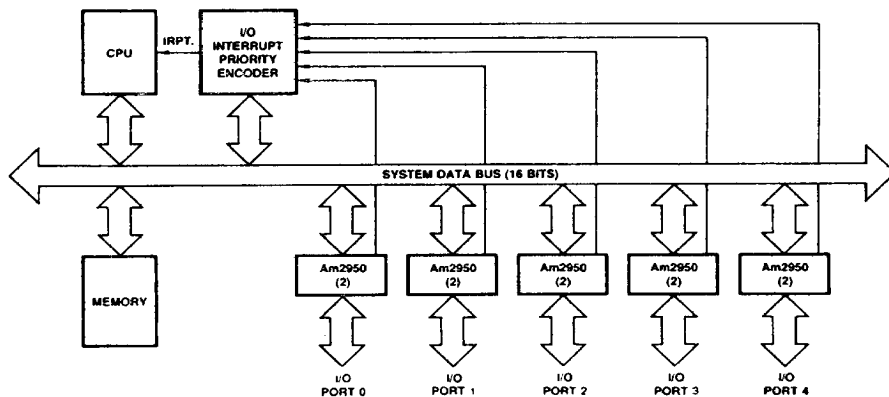 CPU
IRPT.
I/O
INTERRUPT
PRIORITY
ENCODER
SYSTEM DATA BUS (16 BITS)
MEMORY
Am2950
(2)
Am2950
(2)
Am2950
(2)
Am2950
(2)
Am2950
(2)
I/O
PORT 0
I/O
PORT 1
I/O
PORT 2
I/O
PORT 3
I/O
PORT 4